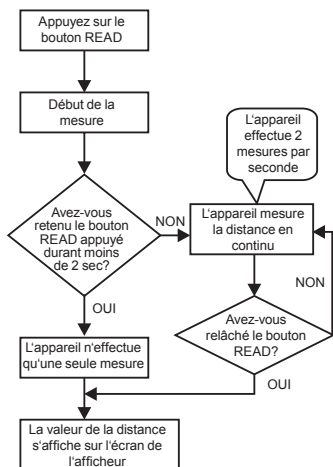 Appuyez sur le
bouton READ
Début de la
mesure
L'appareil
effectue 2
mesures par
seconde
Avez-vous
retenu le bouton
READ appuyé
durant moins
de 2 sec?
NON
L'appareil mesure
la distance en
continu
NON
OUI
Avez-vous
relâché le bouton
READ?
L'appareil n'effectue
qu'une seule mesure
OUI
La valeur de la distance
s'affiche sur l'écran de
l'afficheur